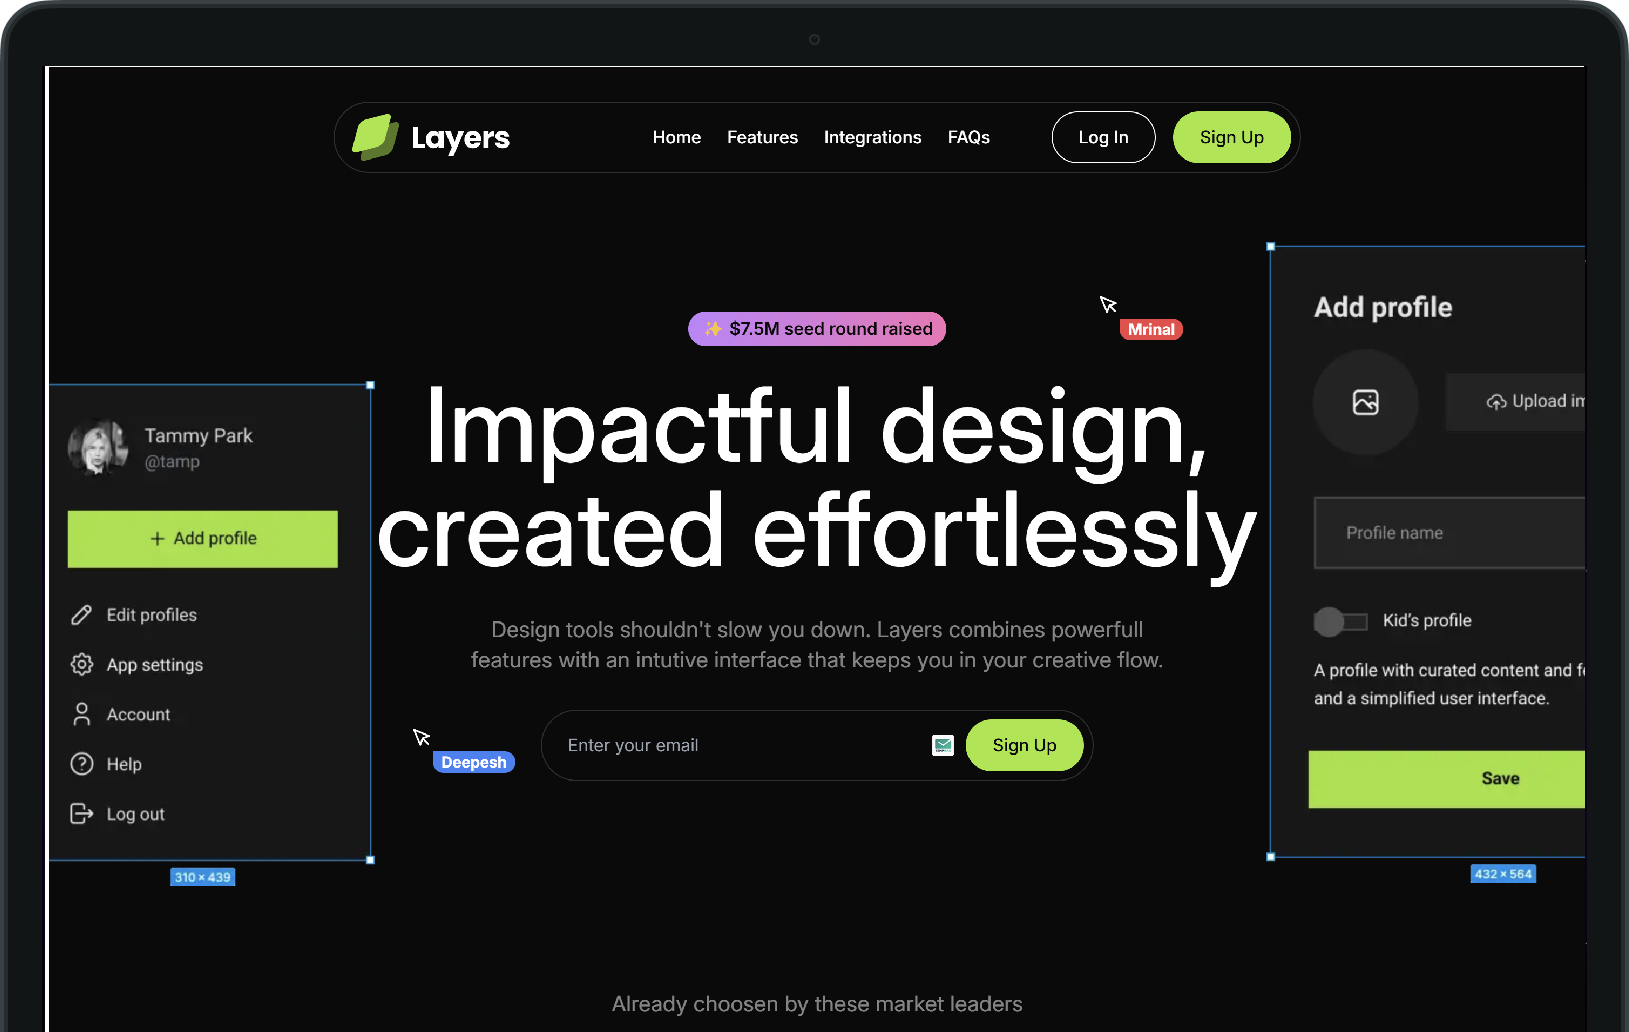 Layers
Home Features Integrations FAQs Log In Sign Up
✨ $7.5M seed round raised
Mrinal
Impactful design,
created effortlessly
Design tools shouldn't slow you down. Layers combines powerfull
features with an intutive interface that keeps you in your creative flow.
Enter your email
Sign Up
Deepesh
Tammy Park
@tamp
+ Add profile
Edit profiles
App settings
Account
Help
Log out
310 × 439
Add profile
Upload im
Profile name
Kid's profile
A profile with curated content and fe
and a simplified user interface.
Save
432 × 564
Already choosen by these market leaders